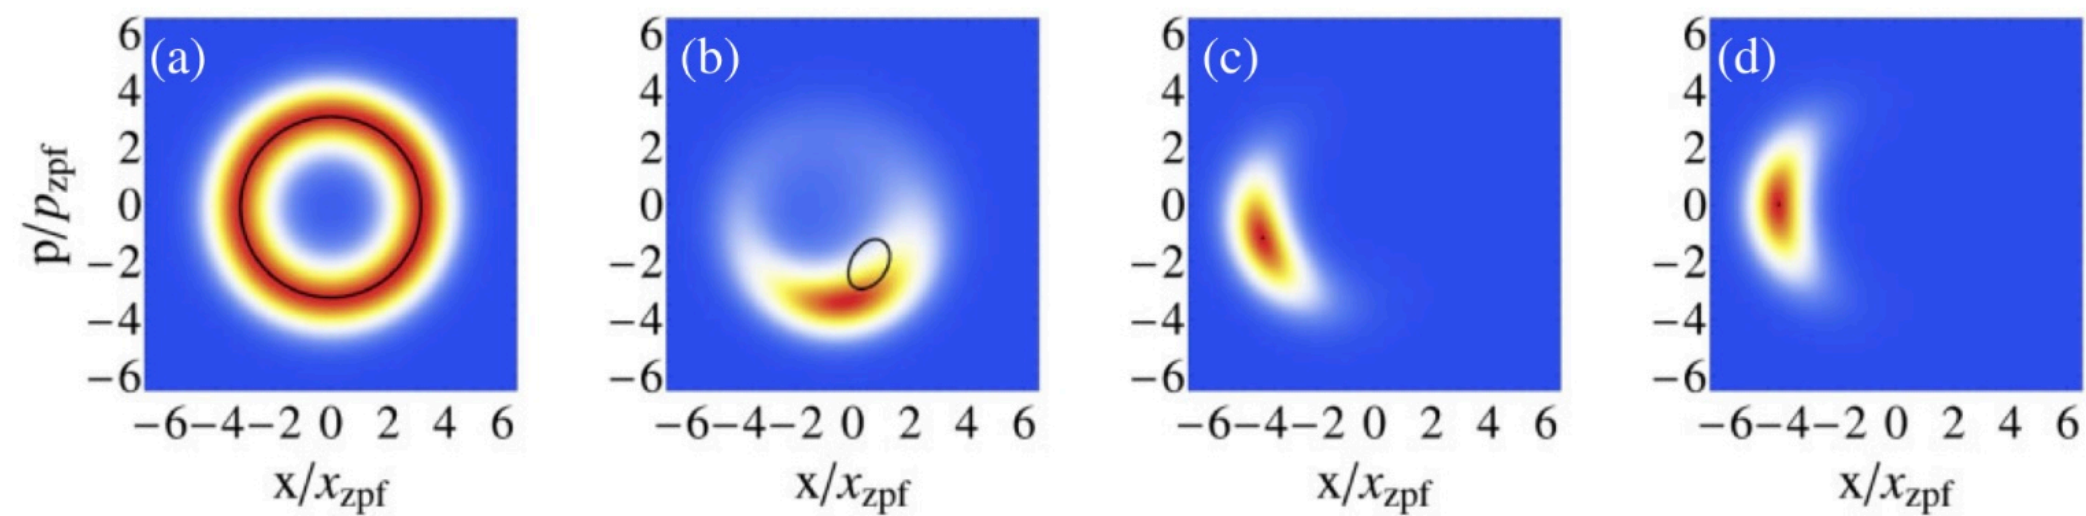 (a) (b) (c) (d)
6 6 6 6
4 4 4 4
2 2 2 2
0 0 0 0
−2 −2 −2 −2
−4 −4 −4 −4
−6 −6 −6 −6
p/p_zpf
−6−4−2 0 2 4 6 −6−4−2 0 2 4 6 −6−4−2 0 2 4 6 −6−4−2 0 2 4 6
x/x_zpf x/x_zpf x/x_zpf x/x_zpf